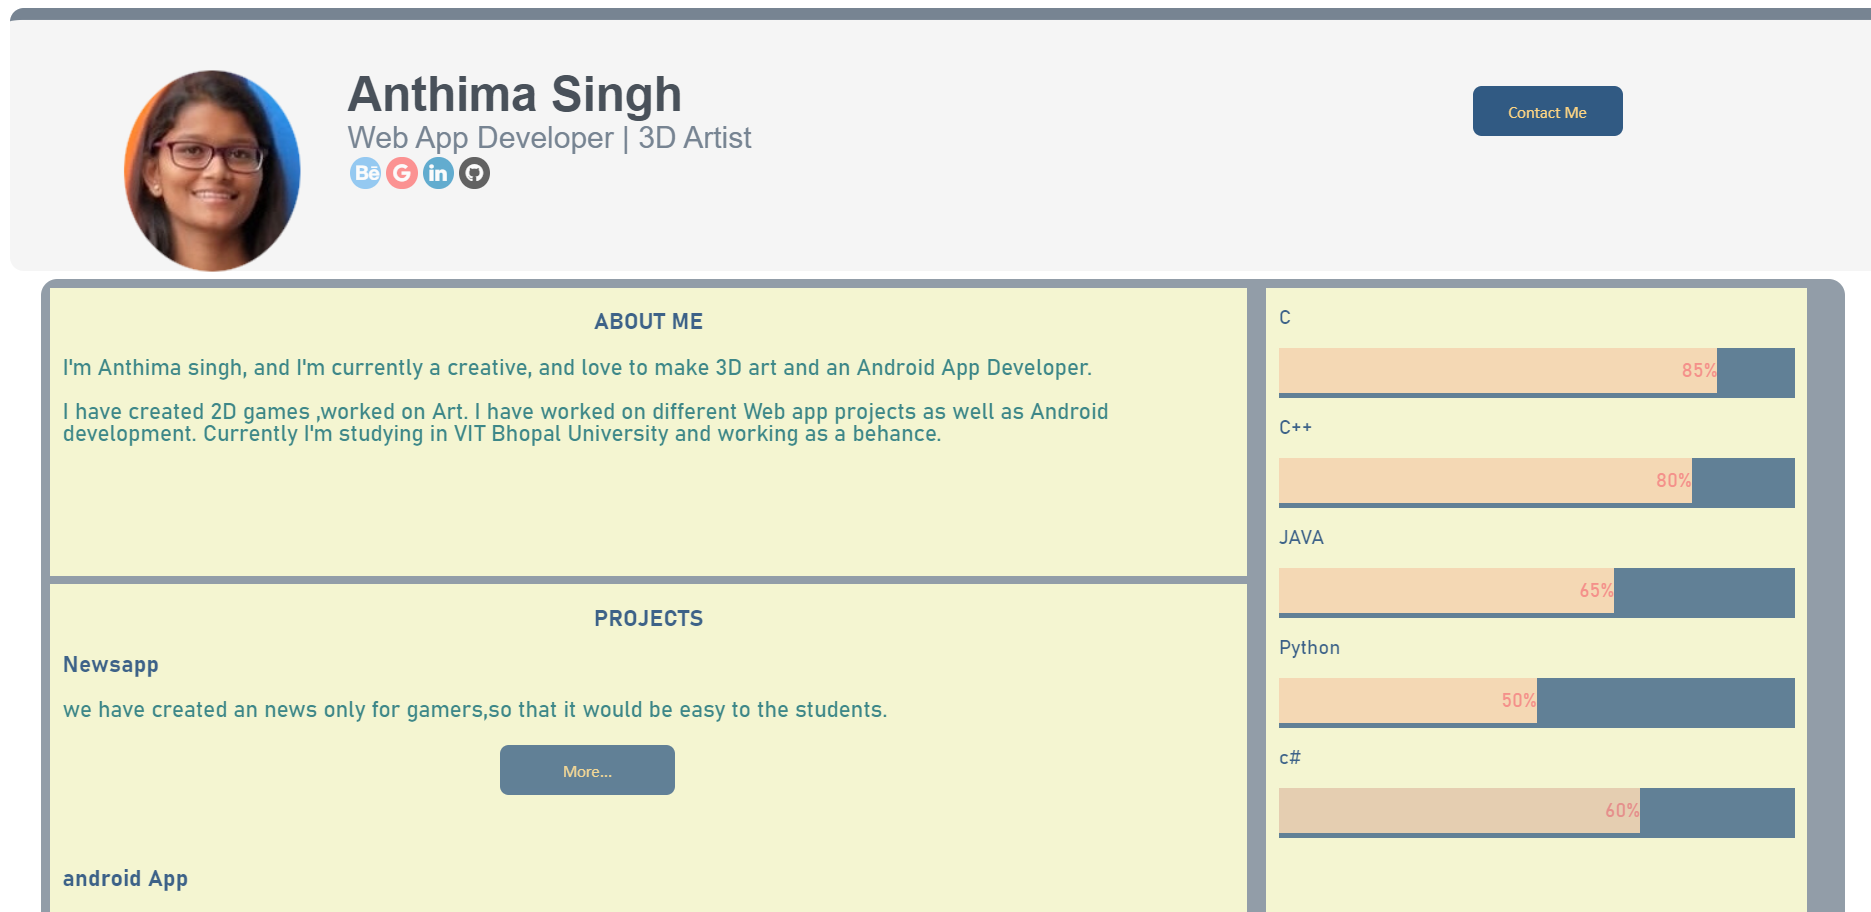 Anthima Singh
Web App Developer | 3D Artist
Bē G in
Contact Me
ABOUT ME
I'm Anthima singh, and I'm currently a creative, and love to make 3D art and an Android App Developer.
I have created 2D games ,worked on Art. I have worked on different Web app projects as well as Android
development. Currently I'm studying in VIT Bhopal University and working as a behance.
PROJECTS
Newsapp
we have created an news only for gamers,so that it would be easy to the students.
More...
android App
C
85%
C++
80%
JAVA
65%
Python
50%
c#
60%